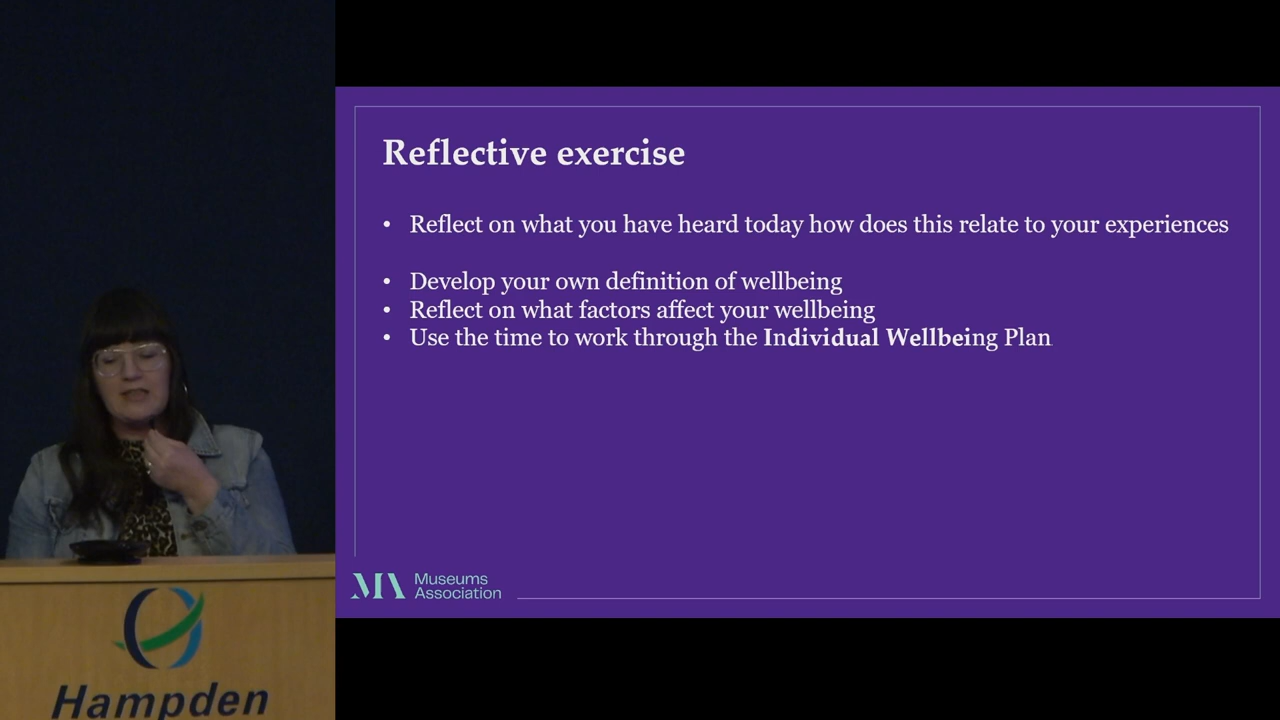 Reflective exercise
• Reflect on what you have heard today how does this relate to your experiences
• Develop your own definition of wellbeing
• Reflect on what factors affect your wellbeing
• Use the time to work through the Individual Wellbeing Plan
MA Museums
Association
Hampden